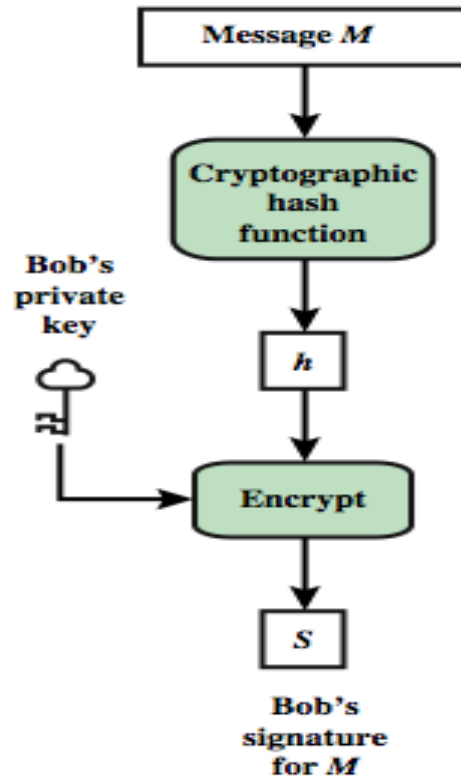 Message M
Cryptographic
hash
function
Bob's
private
key
h
Encrypt
S
Bob's
signature
for M